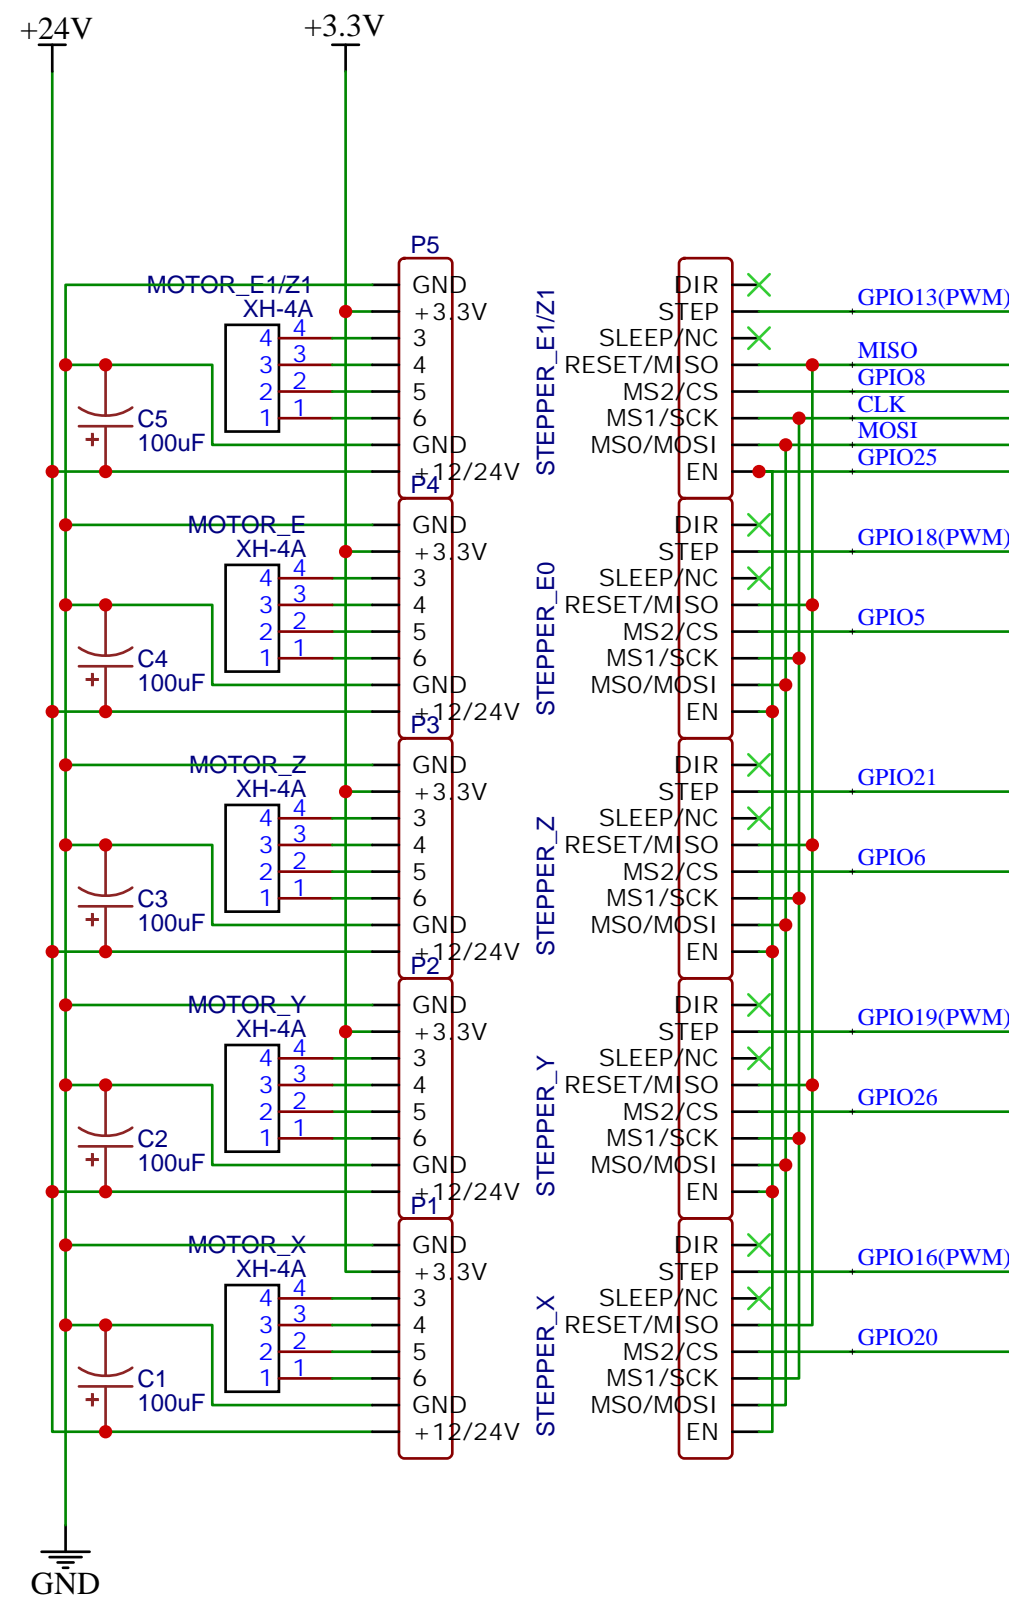 +24V
+3.3V
P5
MOTOR_E1/Z1
XH-4A
4 4
3 3
2 2
1 1
C5
100uF
GND
+3.3V
3
4
5
6
GND
+12/24V
STEPPER_E1/Z1
DIR
STEP
SLEEP/NC
RESET/MISO
MS2/CS
MS1/SCK
MS0/MOSI
EN
GPIO13(PWM)
MISO
GPIO8
CLK
MOSI
GPIO25
P4
MOTOR_E
XH-4A
4 4
3 3
2 2
1 1
C4
100uF
GND
+3.3V
3
4
5
6
GND
+12/24V
STEPPER_E0
DIR
STEP
SLEEP/NC
RESET/MISO
MS2/CS
MS1/SCK
MS0/MOSI
EN
GPIO18(PWM)
GPIO5
P3
MOTOR_Z
XH-4A
4 4
3 3
2 2
1 1
C3
100uF
GND
+3.3V
3
4
5
6
GND
+12/24V
STEPPER_Z
DIR
STEP
SLEEP/NC
RESET/MISO
MS2/CS
MS1/SCK
MS0/MOSI
EN
GPIO21
GPIO6
P2
MOTOR_Y
XH-4A
4 4
3 3
2 2
1 1
C2
100uF
GND
+3.3V
3
4
5
6
GND
+12/24V
STEPPER_Y
DIR
STEP
SLEEP/NC
RESET/MISO
MS2/CS
MS1/SCK
MS0/MOSI
EN
GPIO19(PWM)
GPIO26
P1
MOTOR_X
XH-4A
4 4
3 3
2 2
1 1
C1
100uF
GND
+3.3V
3
4
5
6
GND
+12/24V
STEPPER_X
DIR
STEP
SLEEP/NC
RESET/MISO
MS2/CS
MS1/SCK
MS0/MOSI
EN
GPIO16(PWM)
GPIO20
GND